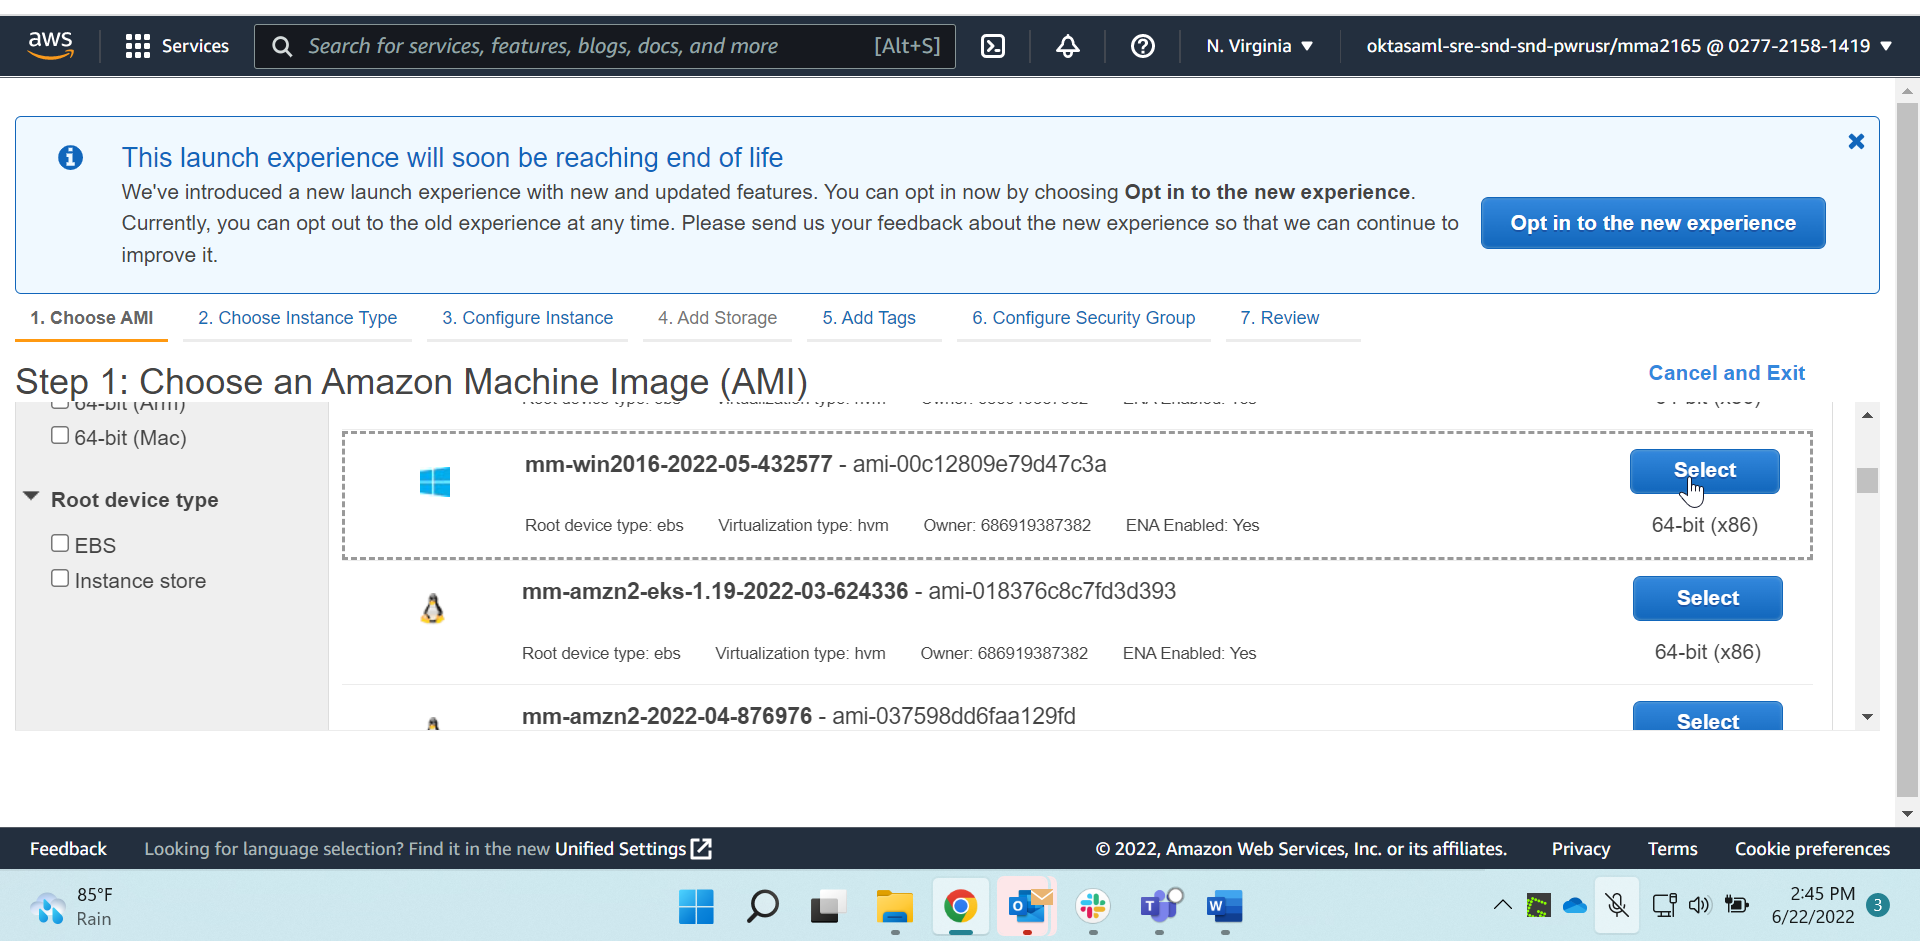 aws
Services
Search for services, features, blogs, docs, and more [Alt+S]
N. Virginia ▼
oktasaml-sre-snd-snd-pwrusr/mma2165 @ 0277-2158-1419 ▼
This launch experience will soon be reaching end of life
We've introduced a new launch experience with new and updated features. You can opt in now by choosing Opt in to the new experience.
Currently, you can opt out to the old experience at any time. Please send us your feedback about the new experience so that we can continue to
improve it.
Opt in to the new experience
1. Choose AMI 2. Choose Instance Type 3. Configure Instance 4. Add Storage 5. Add Tags 6. Configure Security Group 7. Review
Step 1: Choose an Amazon Machine Image (AMI)
Cancel and Exit
64-bit (Arm)
64-bit (Mac)
Root device type
EBS
Instance store
mm-win2016-2022-05-432577 - ami-00c12809e79d47c3a
Select
Root device type: ebs Virtualization type: hvm Owner: 686919387382 ENA Enabled: Yes
64-bit (x86)
mm-amzn2-eks-1.19-2022-03-624336 - ami-018376c8c7fd3d393
Select
Root device type: ebs Virtualization type: hvm Owner: 686919387382 ENA Enabled: Yes
64-bit (x86)
mm-amzn2-2022-04-876976 - ami-037598dd6faa129fd
Select
Feedback
Looking for language selection? Find it in the new Unified Settings
© 2022, Amazon Web Services, Inc. or its affiliates.
Privacy
Terms
Cookie preferences
85°F
Rain
2:45 PM
6/22/2022
3